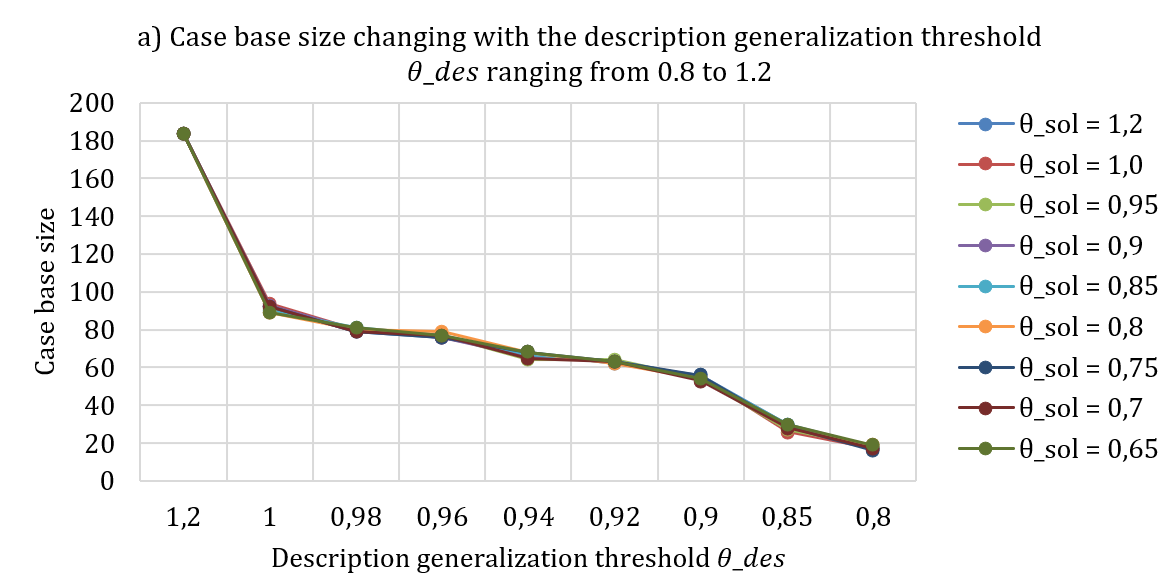 a) Case base size changing with the description generalization threshold
θ_des ranging from 0.8 to 1.2
200
180
160
140
120
100
80
60
40
20
0
Case base size
1,2 1 0,98 0,96 0,94 0,92 0,9 0,85 0,8
Description generalization threshold θ_des
θ_sol = 1,2
θ_sol = 1,0
θ_sol = 0,95
θ_sol = 0,9
θ_sol = 0,85
θ_sol = 0,8
θ_sol = 0,75
θ_sol = 0,7
θ_sol = 0,65